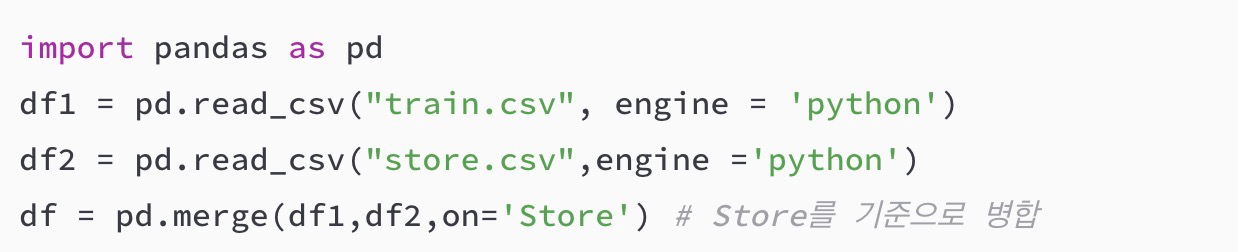 import pandas as pd
df1 = pd.read_csv("train.csv", engine = 'python')
df2 = pd.read_csv("store.csv",engine ='python')
df = pd.merge(df1,df2,on='Store') # Store를 기준으로 병합